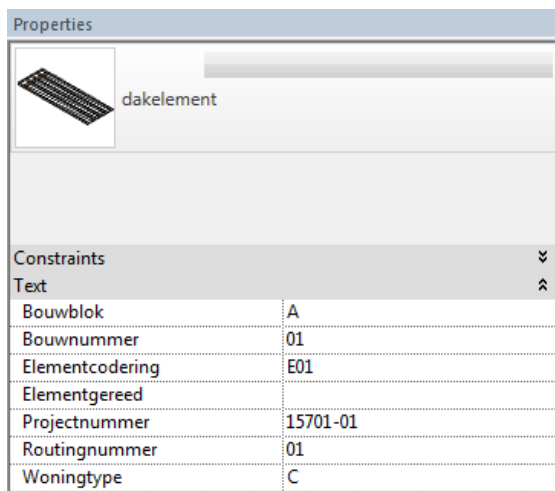 Properties
dakelement
Constraints
Text
Bouwblok A
Bouwnummer 01
Elementcodering E01
Elementgereed
Projectnummer 15701-01
Routingnummer 01
Woningtype C